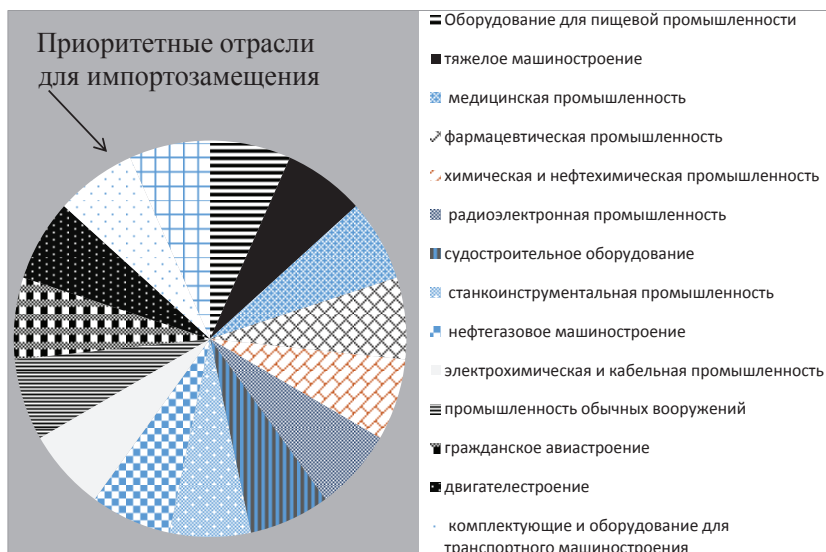 Приоритетные отрасли
для импортозамещения
Оборудование для пищевой промышленности
тяжелое машиностроение
медицинская промышленность
фармацевтическая промышленность
химическая и нефтехимическая промышленность
радиоэлектронная промышленность
судостроительное оборудование
станкоинструментальная промышленность
нефтегазовое машиностроение
электрохимическая и кабельная промышленность
промышленность обычных вооружений
гражданское авиастроение
двигателестроение
комплектующие и оборудование для
транспортного машиностроения